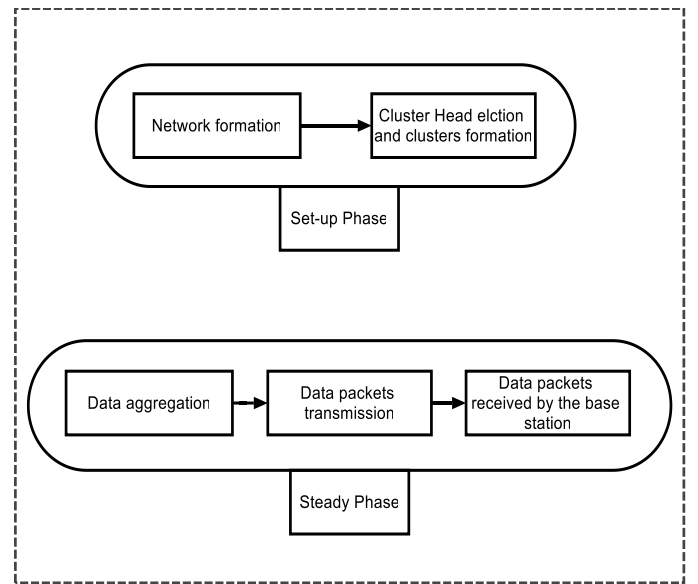 Network formation
Cluster Head elction
and clusters formation
Set-up Phase
Data aggregation
Data packets
transmission
Data packets
received by the base
station
Steady Phase